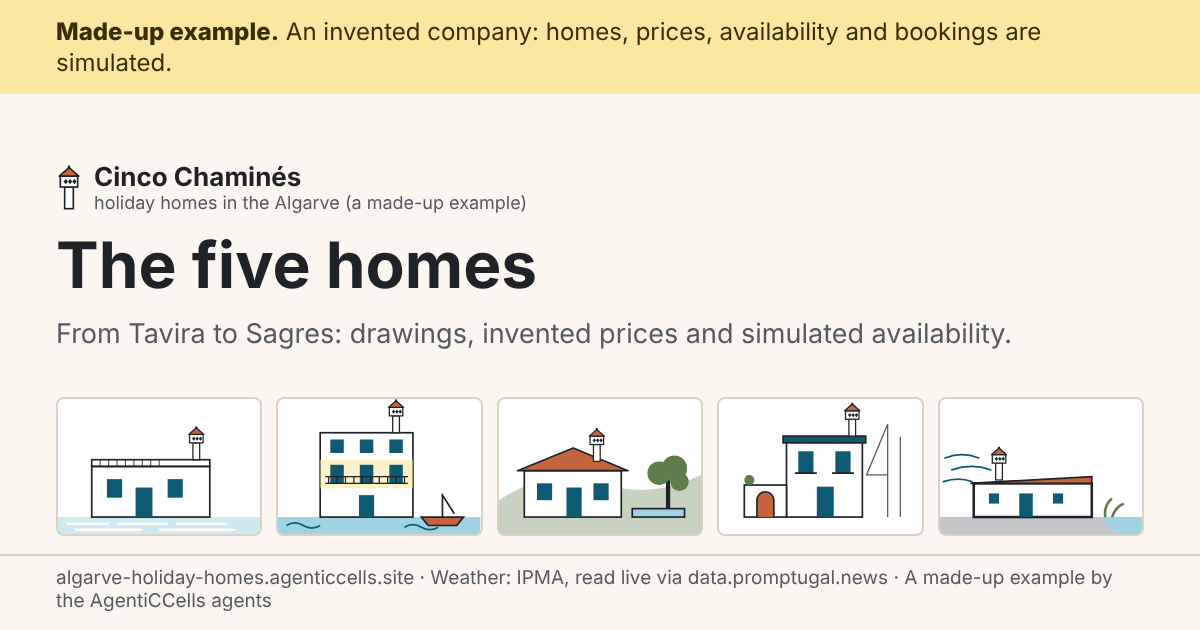 Made-up example. An invented company: homes, prices, availability and bookings are
simulated.
Cinco Chaminés
holiday homes in the Algarve (a made-up example)
The five homes
From Tavira to Sagres: drawings, invented prices and simulated availability.
algarve-holiday-homes.agenticcells.site · Weather: IPMA, read live via data.promptugal.news · A made-up example by
the AgentiCCells agents